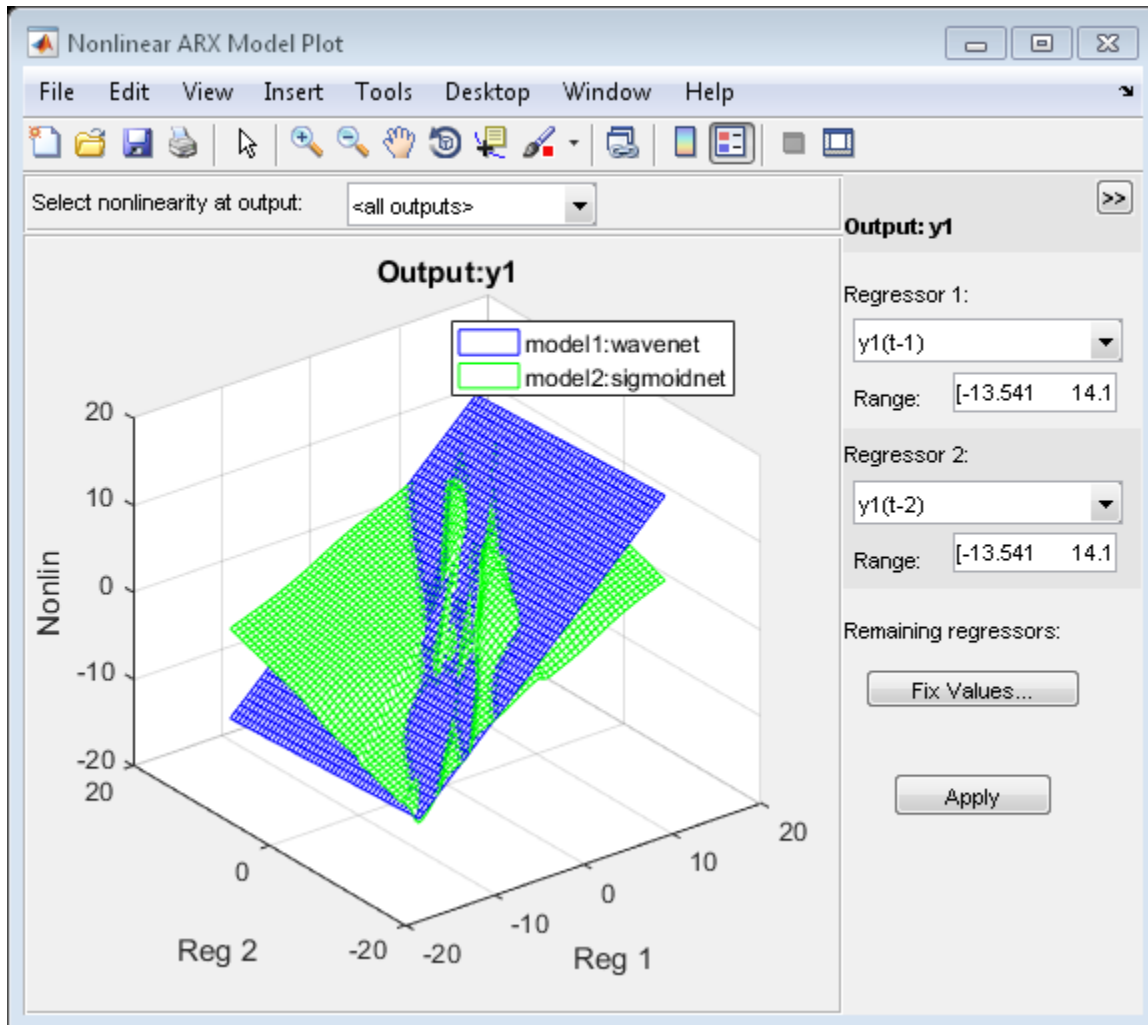 Nonlinear ARX Model Plot
File Edit View Insert Tools Desktop Window Help
Select nonlinearity at output: <all outputs>
>>
Output: y1
Output:y1
model1:wavenet
model2:sigmoidnet
Nonlin
20
10
0
-10
-20
20
0
-20
Reg 2
-20
-10
0
10
20
Reg 1
Regressor 1:
y1(t-1)
Range: [-13.541 14.1
Regressor 2:
y1(t-2)
Range: [-13.541 14.1
Remaining regressors:
Fix Values...
Apply